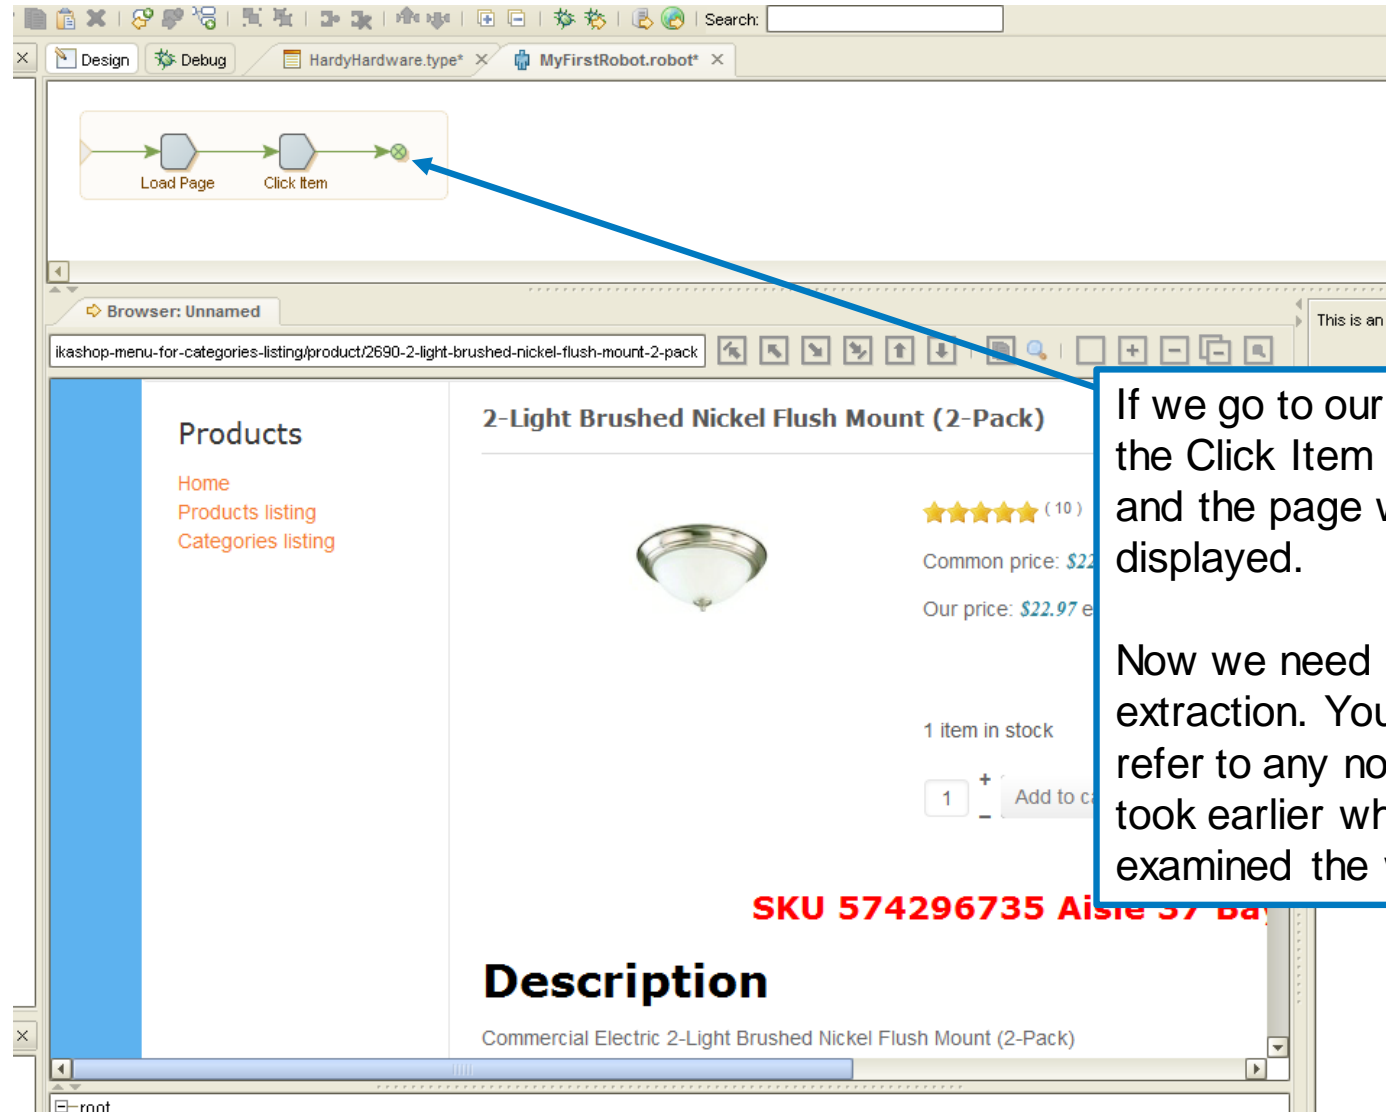 Search:
Design
Debug
HardyHardware.type*
MyFirstRobot.robot*
Load Page
Click Item
Browser: Unnamed
This is an
ikashop-menu-for-categories-listing/product/2690-2-light-brushed-nickel-flush-mount-2-pack
Products
Home
Products listing
Categories listing
2-Light Brushed Nickel Flush Mount (2-Pack)
(10)
Common price: $22
Our price: $22.97 e
1 item in stock
1
+
−
Add to ca
SKU 574296735 Aisle 37 Bay
Description
Commercial Electric 2-Light Brushed Nickel Flush Mount (2-Pack)
root
If we go to our
the Click Item
and the page
displayed.
Now we need
extraction. You
refer to any no
took earlier wh
examined the